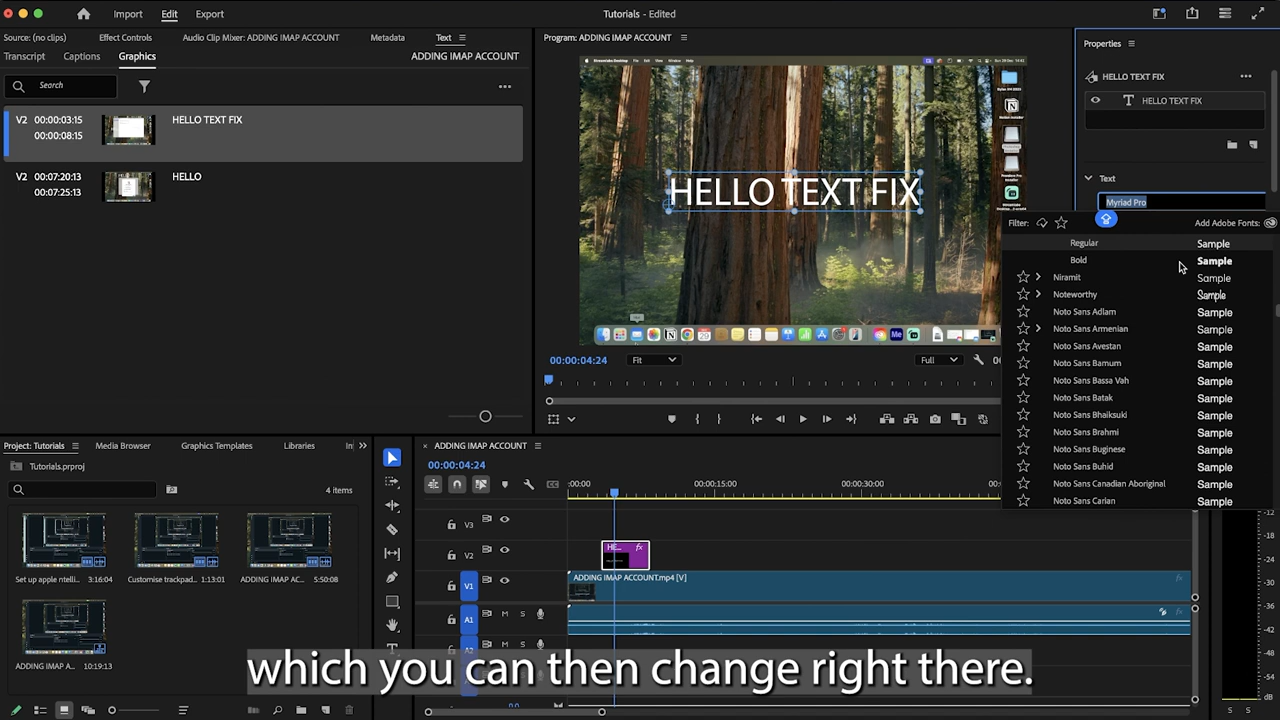 Import Edit Export
Tutorials - Edited
Source: (no clips) Effect Controls Audio Clip Mixer: ADDING IMAP ACCOUNT Metadata Text
Transcript Captions Graphics
ADDING IMAP ACCOUNT
Search
V2 00:00:03:15 HELLO TEXT FIX
00:00:08:15
V2 00:07:20:13 HELLO
00:07:25:13
Program: ADDING IMAP ACCOUNT
HELLO TEXT FIX
00:00:04:24 Fit Full
Properties
HELLO TEXT FIX
HELLO TEXT FIX
Text
Myriad Pro
Filter: Add Adobe Fonts:
Regular Sample
Bold Sample
Niramit Sample
Noteworthy Sample
Noto Sans Adlam Sample
Noto Sans Armenian Sample
Noto Sans Avestan Sample
Noto Sans Bamum Sample
Noto Sans Bassa Vah Sample
Noto Sans Batak Sample
Noto Sans Bhaiksuki Sample
Noto Sans Brahmi Sample
Noto Sans Buginese Sample
Noto Sans Buhid Sample
Noto Sans Canadian Aboriginal Sample
Noto Sans Carian Sample
Project: Tutorials Media Browser Graphics Templates Libraries In
Tutorials.prproj
4 items
Set up apple ntelli... 3:16:04
Customise trackpad... 1:13:01
ADDING IMAP AC... 5:50:08
ADDING IMAP A... 10:19:13
ADDING IMAP ACCOUNT
00:00:04:24
:00:00 00:00:15:00 00:00:30:00
V3
V2 HE... fx
V1 ADDING IMAP ACCOUNT.mp4 [V]
A1 M S
A2 M S
-12
dB
S S
which you can then change right there.